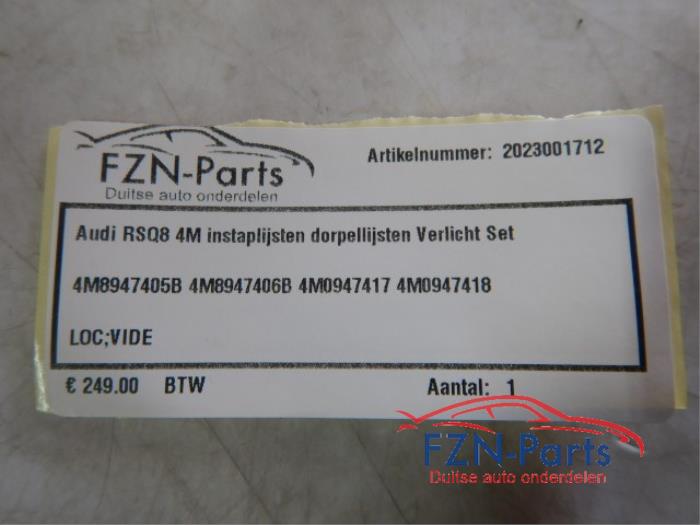 FZN-Parts
Duitse auto onderdelen
Artikelnummer: 2023001712
Audi RSQ8 4M instaplijsten dorpellijsten Verlicht Set
4M8947405B 4M8947406B 4M0947417 4M0947418
LOC;VIDE
€ 249.00 BTW Aantal: 1
FZN-Parts
Duitse auto onderdelen